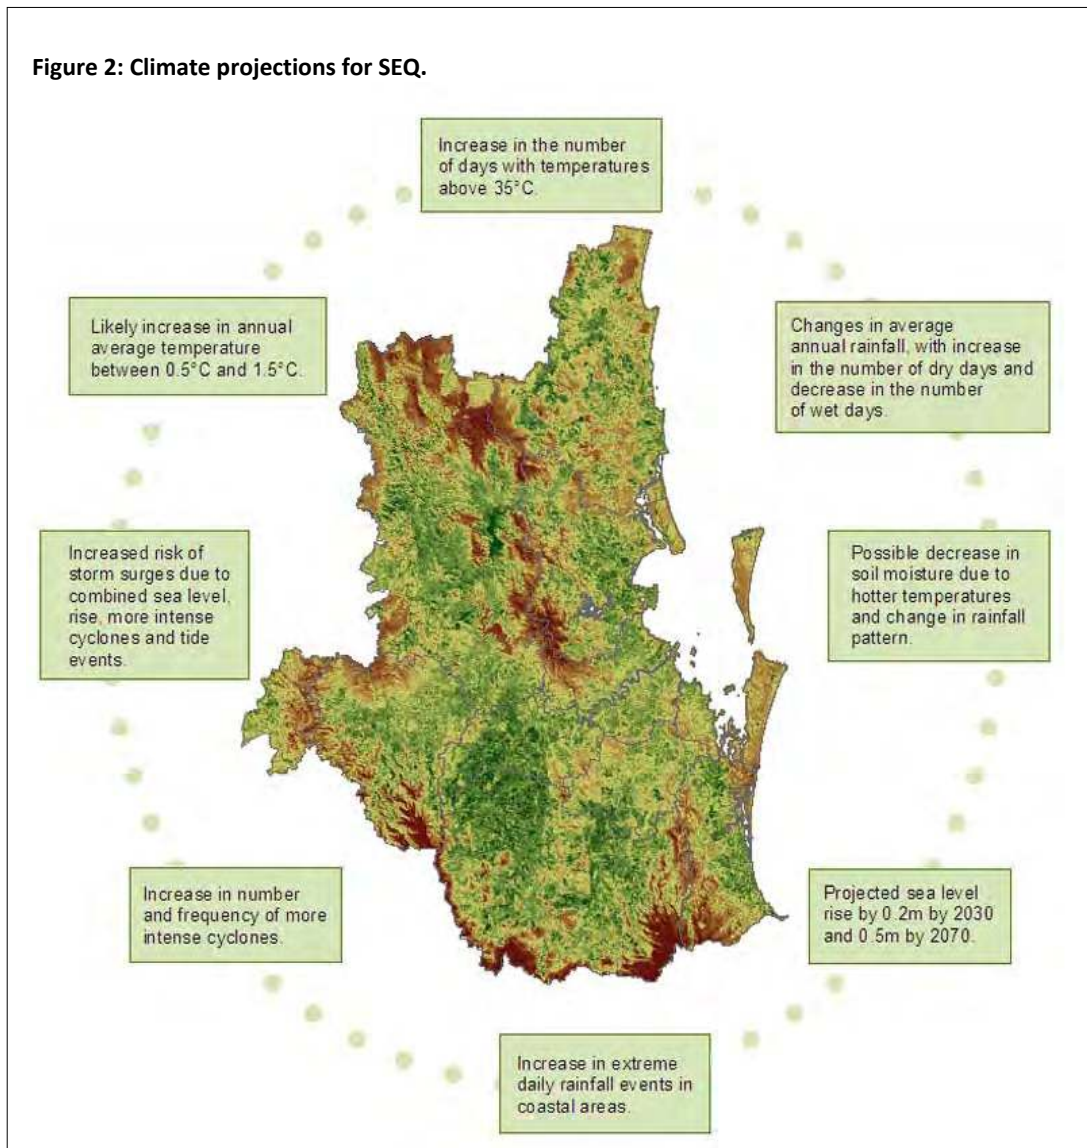 Figure 2: Climate projections for SEQ.
Increase in the number
of days with temperatures
above 35°C.
Likely increase in annual
average temperature
between 0.5°C and 1.5°C.
Changes in average
annual rainfall, with increase
in the number of dry days and
decrease in the number
of wet days.
Increased risk of
storm surges due to
combined sea level,
rise, more intense
cyclones and tide
events.
Possible decrease in
soil moisture due to
hotter temperatures
and change in rainfall
pattern.
Increase in number
and frequency of more
intense cyclones.
Projected sea level
rise by 0.2m by 2030
and 0.5m by 2070.
Increase in extreme
daily rainfall events in
coastal areas.